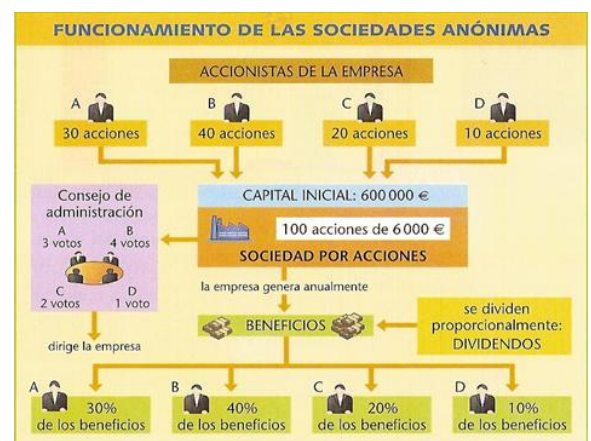 FUNCIONAMIENTO DE LAS SOCIEDADES ANÓNIMAS
ACCIONISTAS DE LA EMPRESA
A
30 acciones
B
40 acciones
C
20 acciones
D
10 acciones
CAPITAL INICIAL: 600 000 €
100 acciones de 6 000 €
SOCIEDAD POR ACCIONES
Consejo de
administración
A
3 votos
B
4 votos
C
2 votos
D
1 voto
dirige la empresa
la empresa genera anualmente
BENEFICIOS
se dividen
proporcionalmente:
DIVIDENDOS
A
30%
de los beneficios
B
40%
de los beneficios
C
20%
de los beneficios
D
10%
de los beneficios